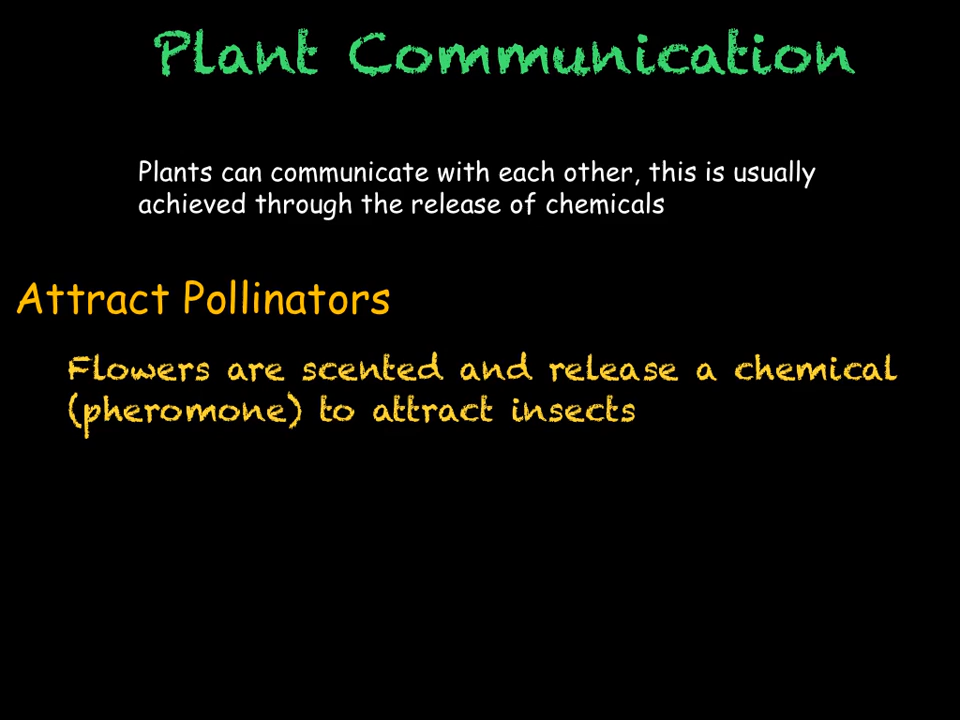 Plant Communication
Plants can communicate with each other, this is usually
achieved through the release of chemicals
Attract Pollinators
Flowers are scented and release a chemical
(pheromone) to attract insects